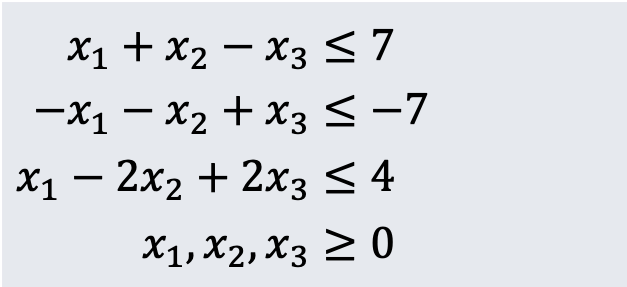 x₁ + x₂ − x₃ ≤ 7
−x₁ − x₂ + x₃ ≤ −7
x₁ − 2x₂ + 2x₃ ≤ 4
x₁, x₂, x₃ ≥ 0